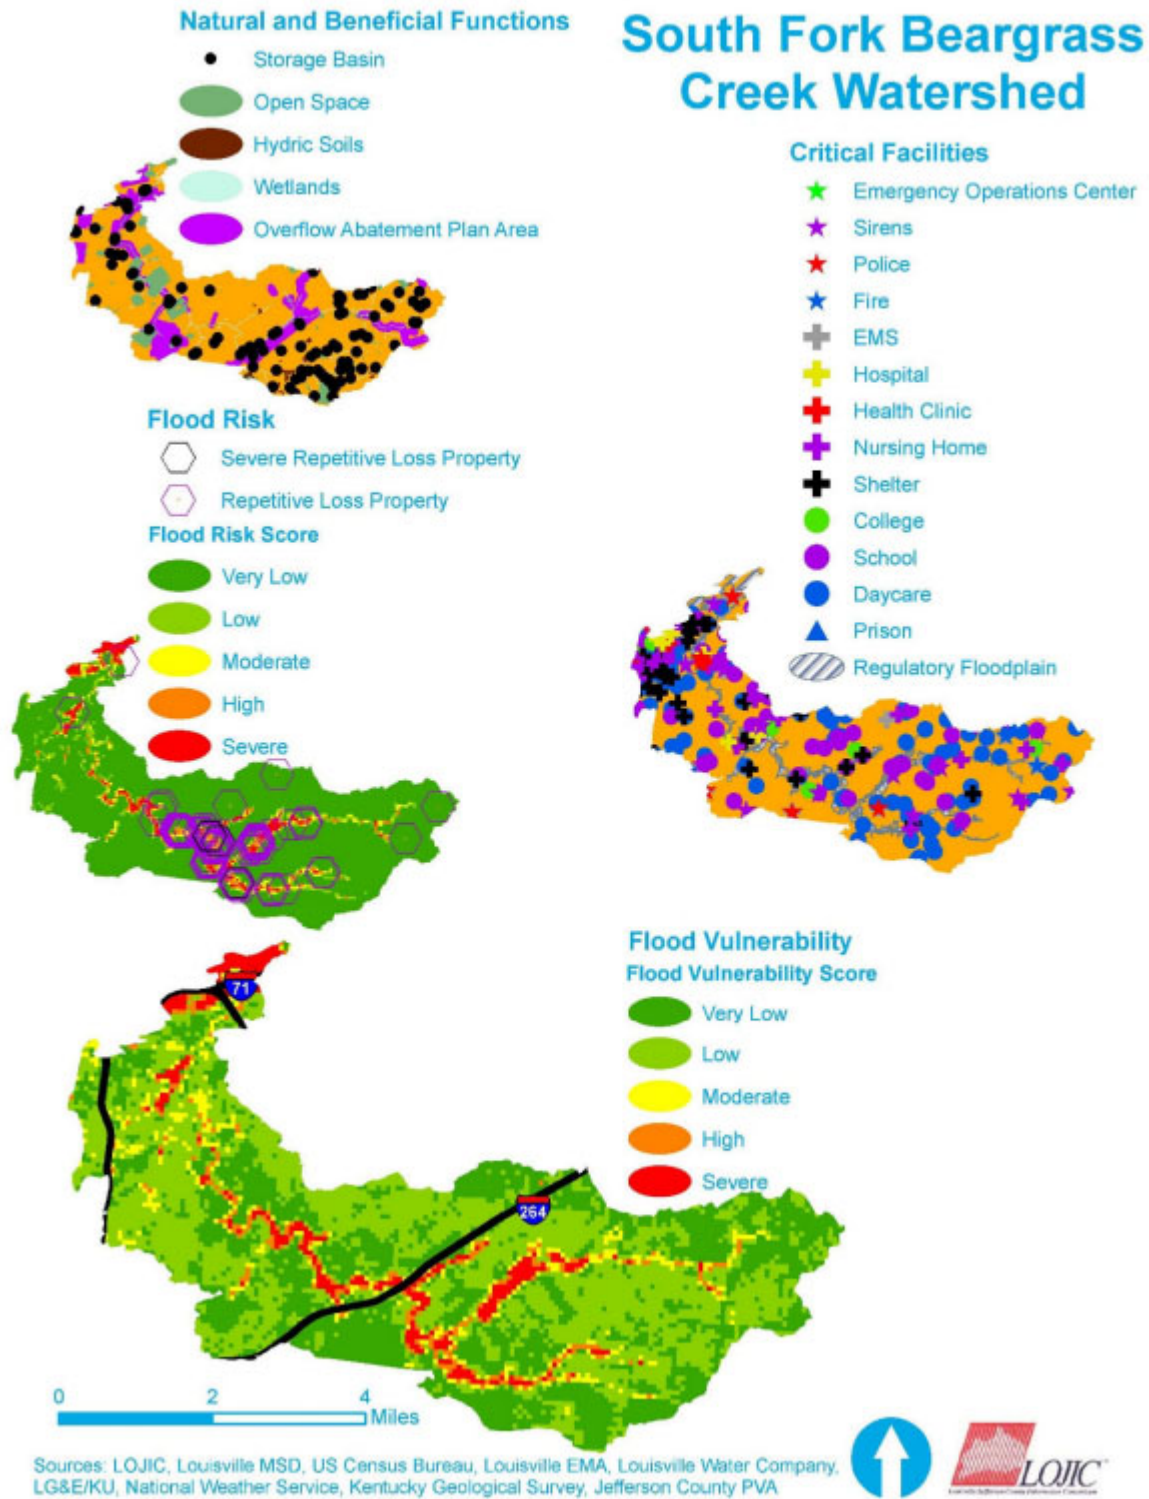 Natural and Beneficial Functions
Storage Basin
Open Space
Hydric Soils
Wetlands
Overflow Abatement Plan Area
South Fork Beargrass
Creek Watershed
Critical Facilities
Emergency Operations Center
Sirens
Police
Fire
EMS
Hospital
Health Clinic
Nursing Home
Shelter
College
School
Daycare
Prison
Regulatory Floodplain
Flood Risk
Severe Repetitive Loss Property
Repetitive Loss Property
Flood Risk Score
Very Low
Low
Moderate
High
Severe
Flood Vulnerability
Flood Vulnerability Score
Very Low
Low
Moderate
High
Severe
71
264
0 2 4
Miles
Sources: LOJIC, Louisville MSD, US Census Bureau, Louisville EMA, Louisville Water Company,
LG&E/KU, National Weather Service, Kentucky Geological Survey, Jefferson County PVA
LOJIC